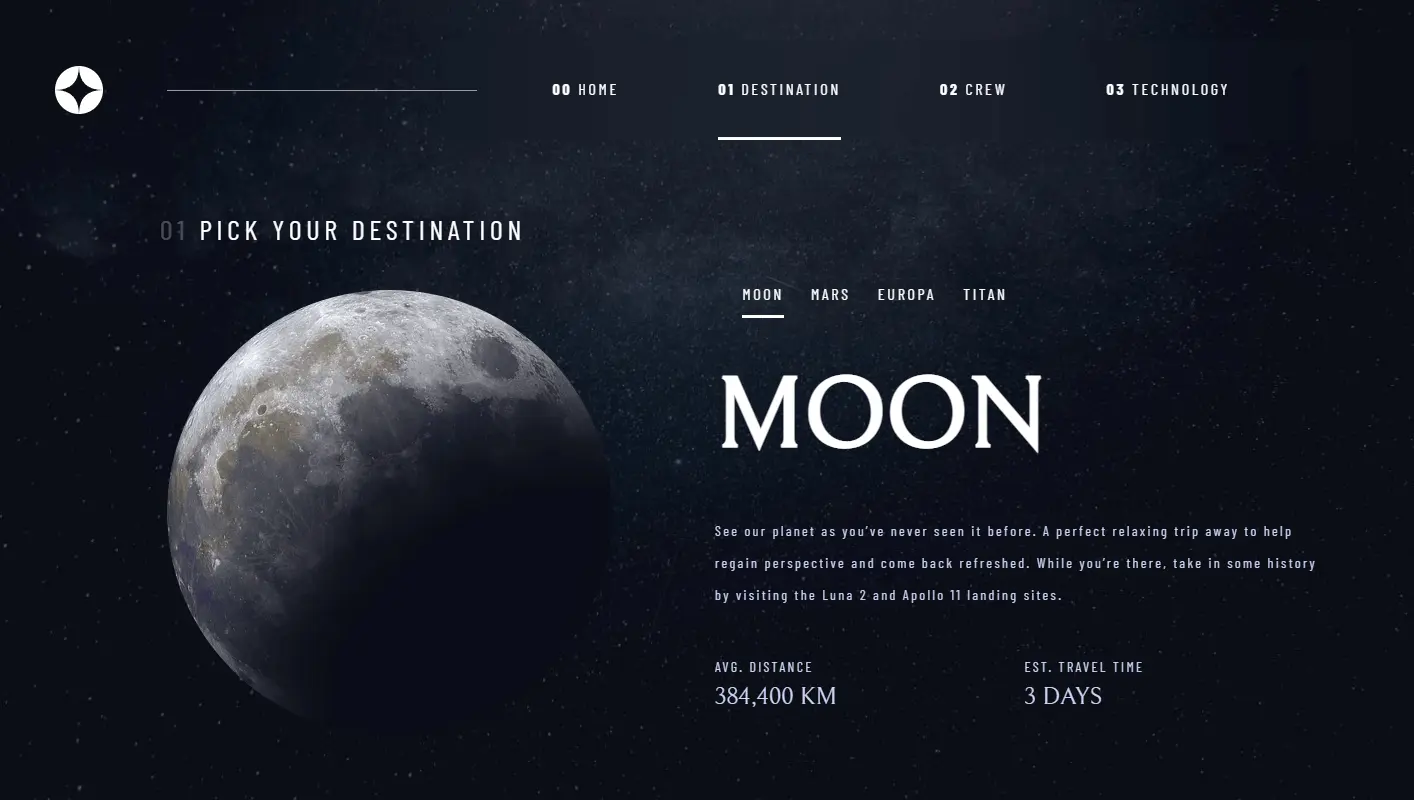 00 HOME 01 DESTINATION 02 CREW 03 TECHNOLOGY
01 PICK YOUR DESTINATION
MOON MARS EUROPA TITAN
MOON
See our planet as you’ve never seen it before. A perfect relaxing trip away to help
regain perspective and come back refreshed. While you’re there, take in some history
by visiting the Luna 2 and Apollo 11 landing sites.
AVG. DISTANCE EST. TRAVEL TIME
384,400 KM 3 DAYS